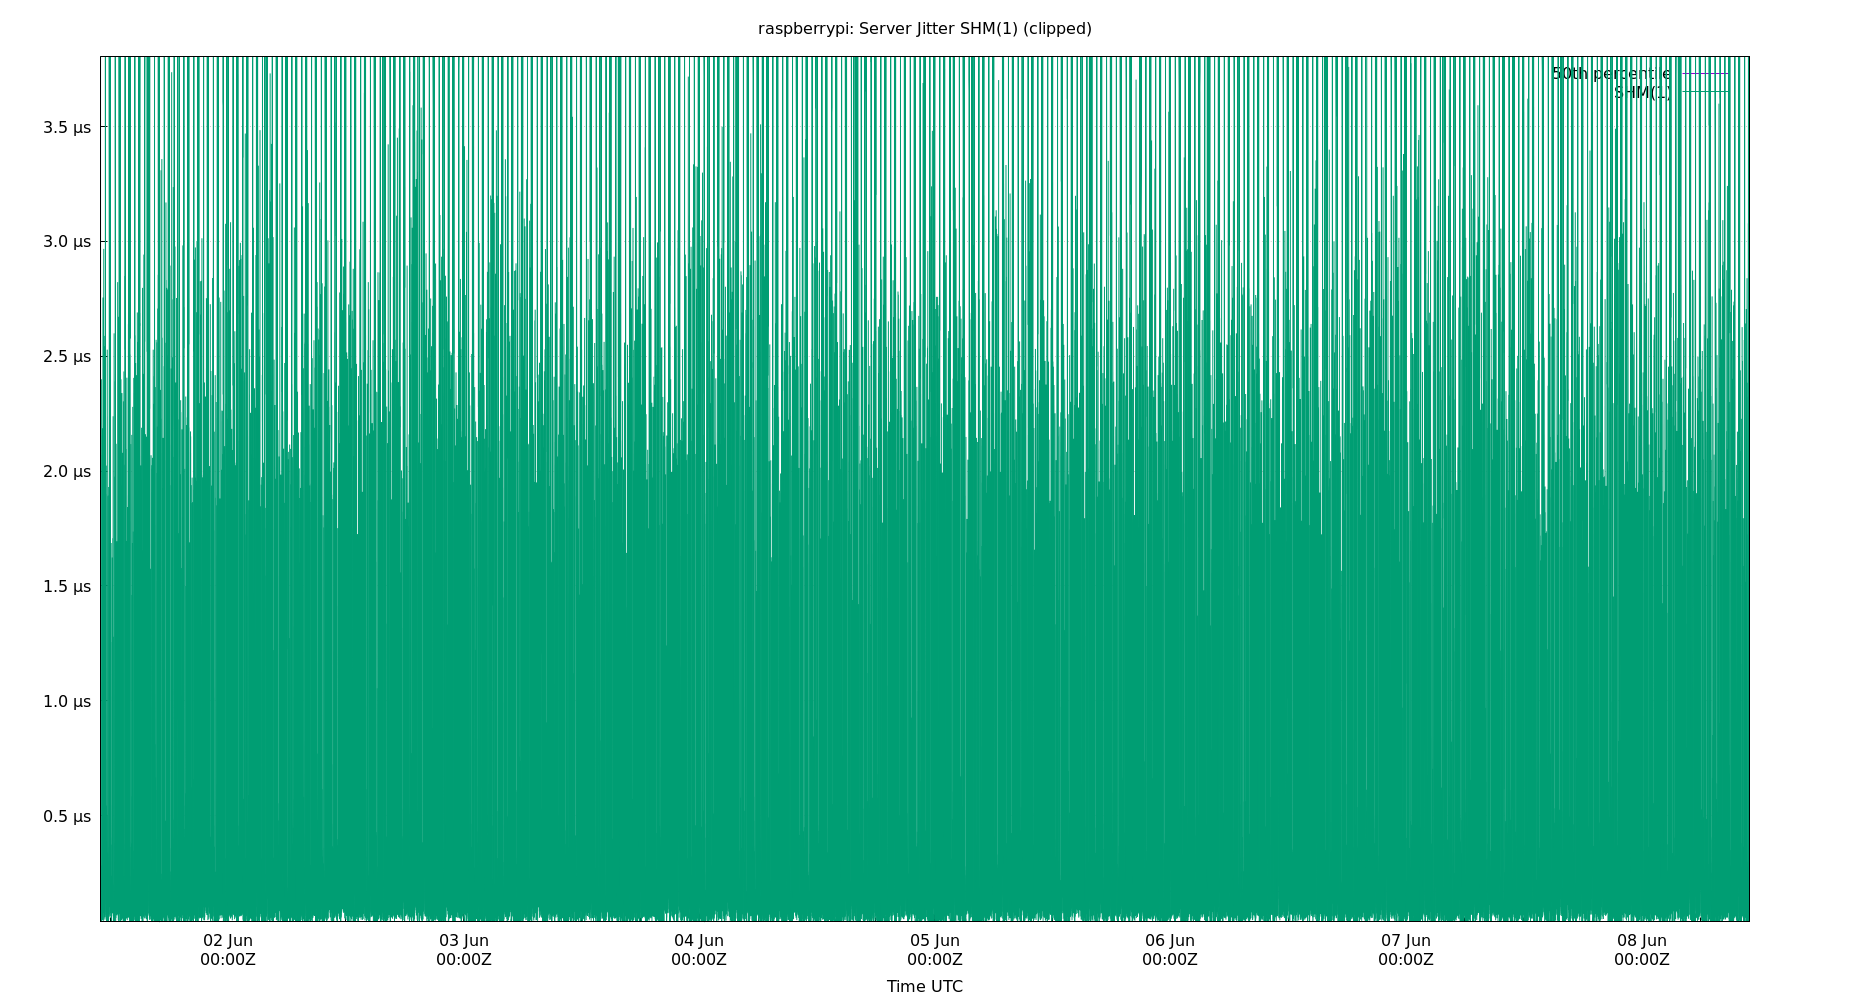 raspberrypi: Server Jitter SHM(1) (clipped)
50th percentile
SHM(1)
3.5 µs
3.0 µs
2.5 µs
2.0 µs
1.5 µs
1.0 µs
0.5 µs
02 Jun 03 Jun 04 Jun 05 Jun 06 Jun 07 Jun 08 Jun
00:00Z 00:00Z 00:00Z 00:00Z 00:00Z 00:00Z 00:00Z
Time UTC